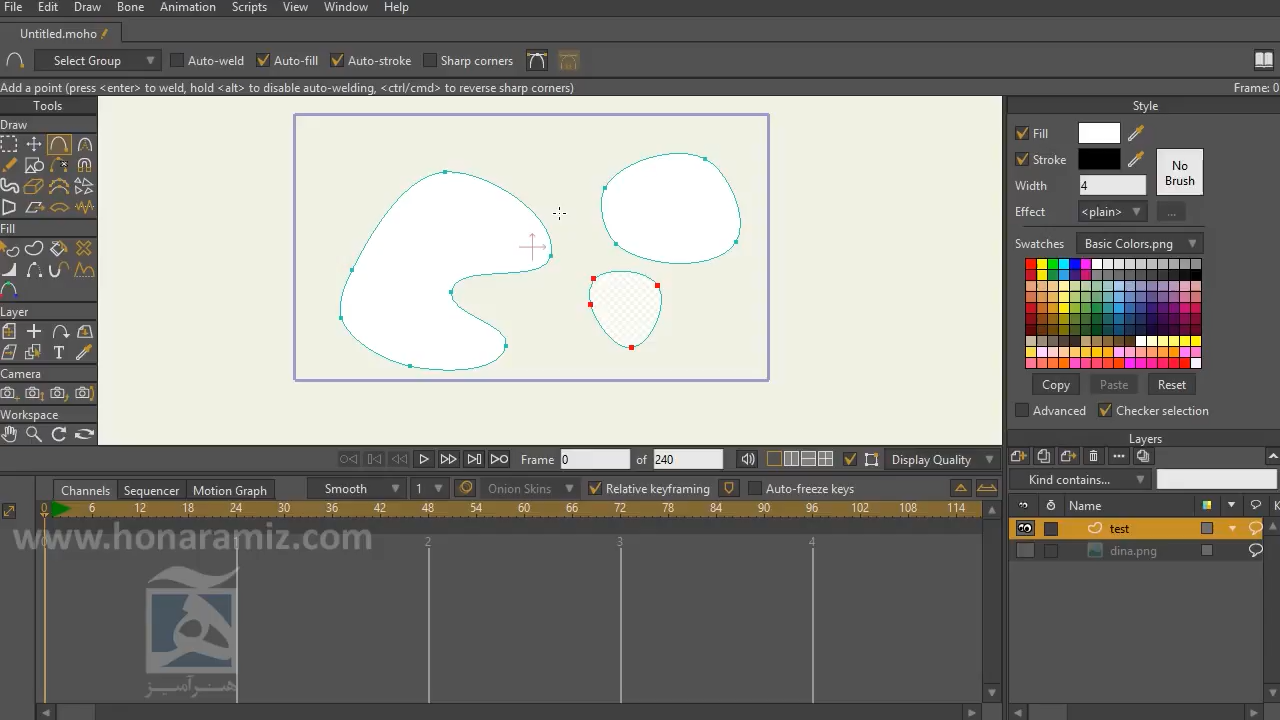 File Edit Draw Bone Animation Scripts View Window Help
Untitled.moho
Select Group Auto-weld Auto-fill Auto-stroke Sharp corners
Add a point (press <enter> to weld, hold <alt> to disable auto-welding, <ctrl/cmd> to reverse sharp corners) Frame: 0
Tools
Draw
Fill
Layer
Camera
Workspace
Style
Fill
Stroke
No Brush
Width 4
Effect <plain> ...
Swatches Basic Colors.png
Copy Paste Reset
Advanced Checker selection
Frame 0 of 240 Display Quality
Layers
Kind contains...
Name
test
dina.png
Channels Sequencer Motion Graph Smooth 1 Onion Skins Relative keyframing Auto-freeze keys
0 6 12 18 24 30 36 42 48 54 60 66 72 78 84 90 96 102 108 114
0 1 2 3 4
www.honaramiz.com
هنرآمیز